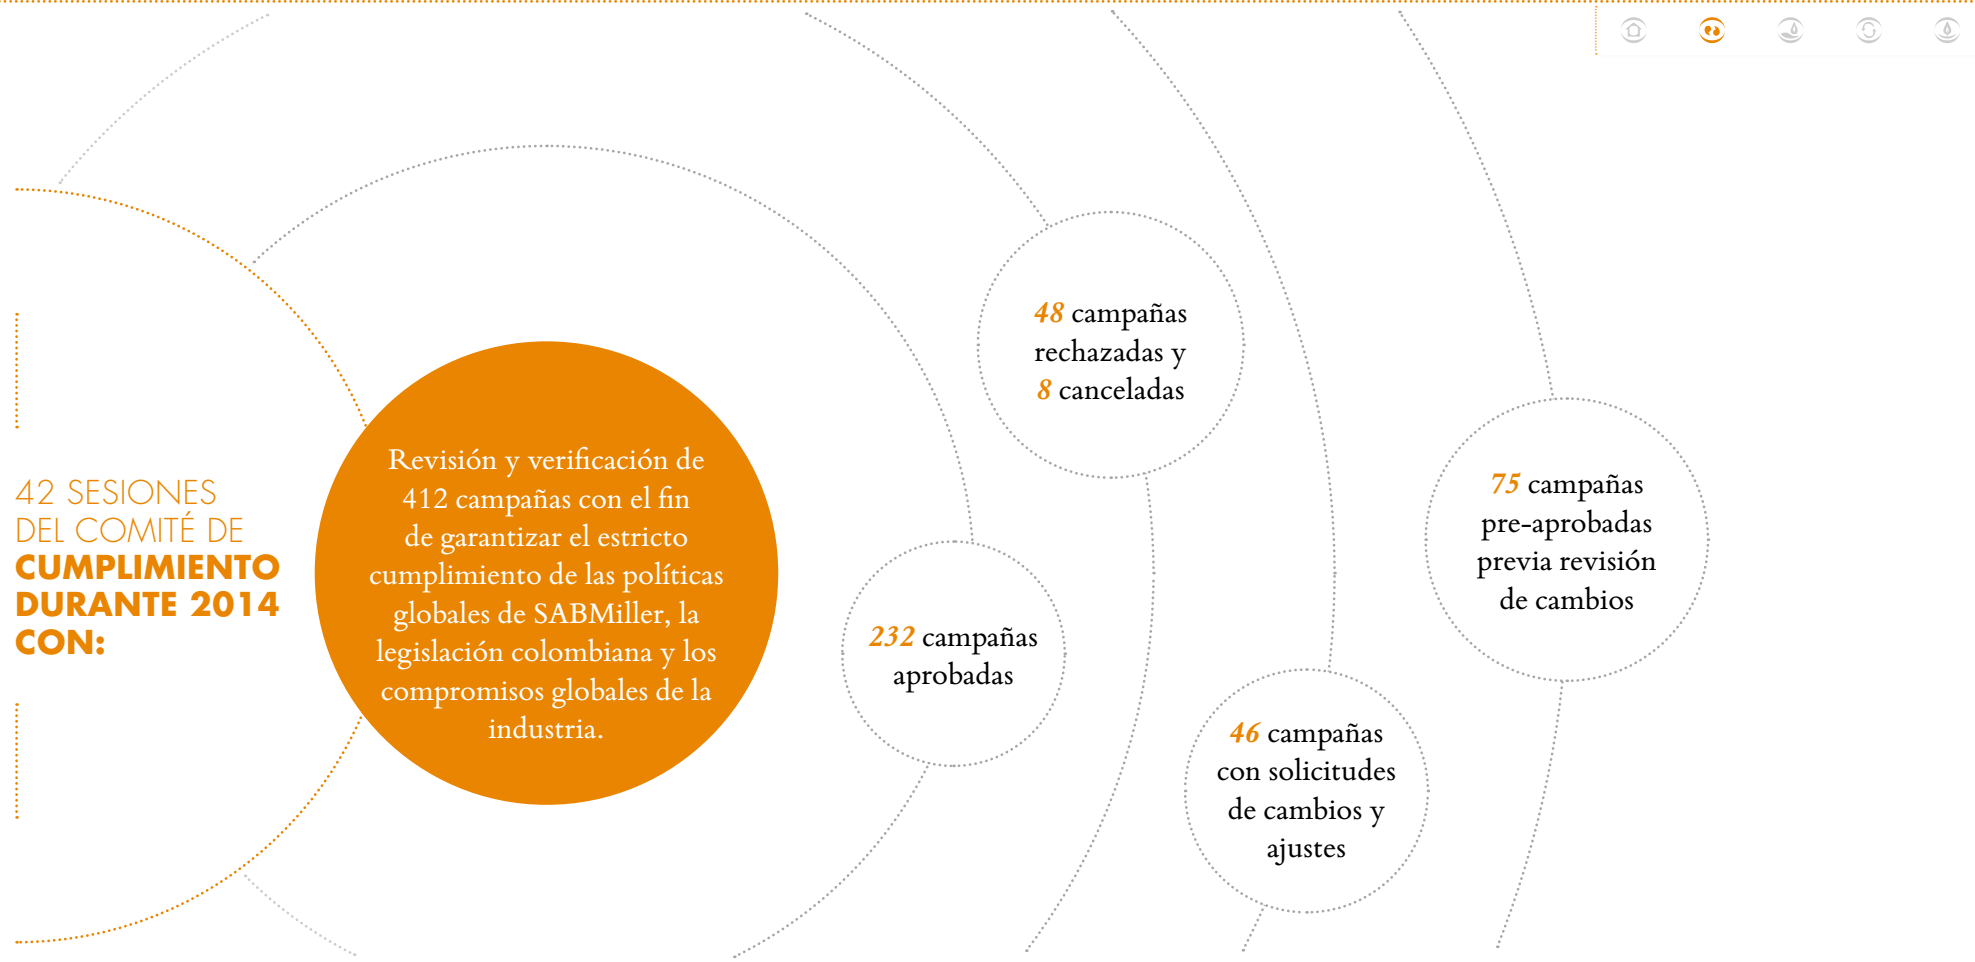 42 SESIONES
DEL COMITÉ DE
CUMPLIMIENTO
DURANTE 2014
CON:
Revisión y verificación de
412 campañas con el fin
de garantizar el estricto
cumplimiento de las políticas
globales de SABMiller, la
legislación colombiana y los
compromisos globales de la
industria.
232 campañas
aprobadas
48 campañas
rechazadas y
8 canceladas
46 campañas
con solicitudes
de cambios y
ajustes
75 campañas
pre-aprobadas
previa revisión
de cambios